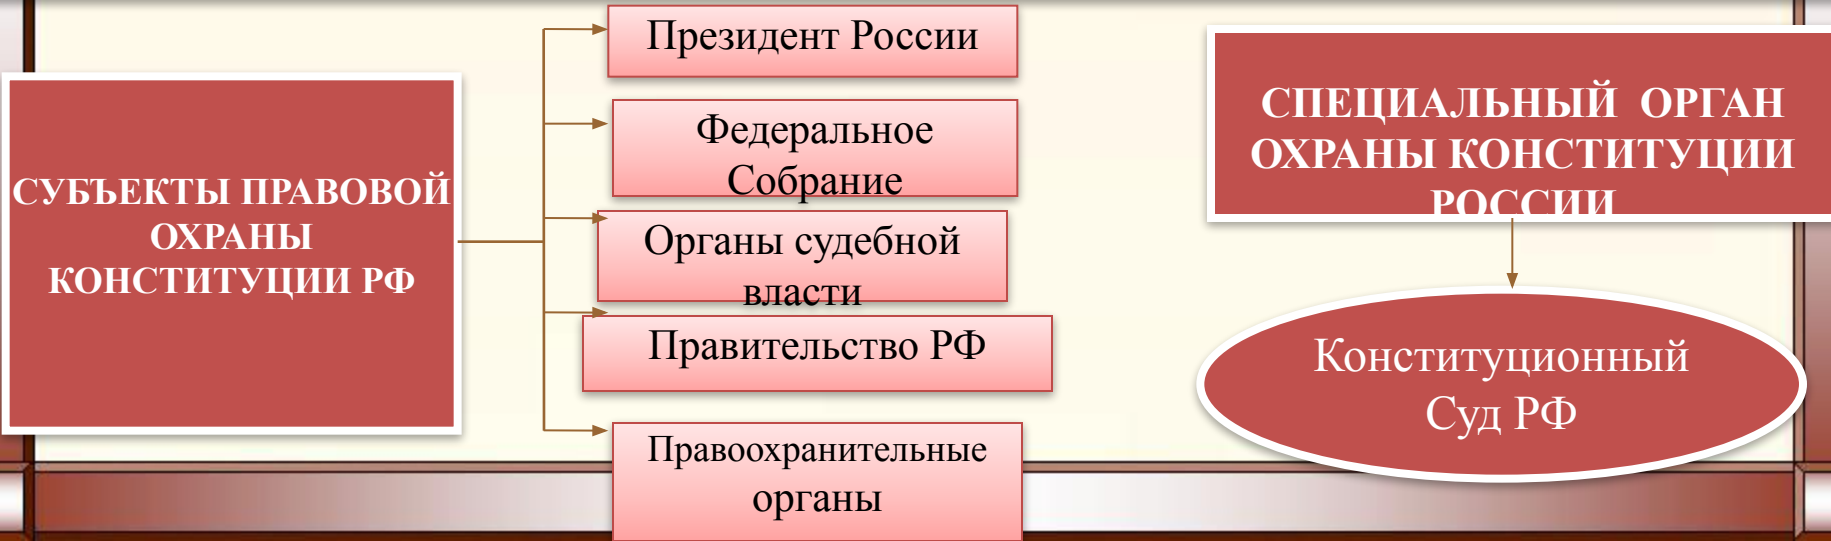 СУБЪЕКТЫ ПРАВОВОЙ
ОХРАНЫ
КОНСТИТУЦИИ РФ
Президент России
Федеральное
Собрание
Органы судебной
власти
Правительство РФ
Правоохранительные
органы
СПЕЦИАЛЬНЫЙ ОРГАН
ОХРАНЫ КОНСТИТУЦИИ
РОССИИ
Конституционный
Суд РФ